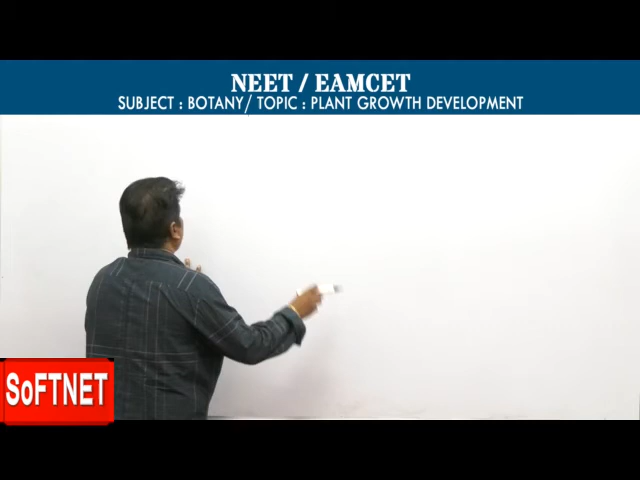 NEET / EAMCET
SUBJECT : BOTANY/ TOPIC : PLANT GROWTH DEVELOPMENT
SoFTNET